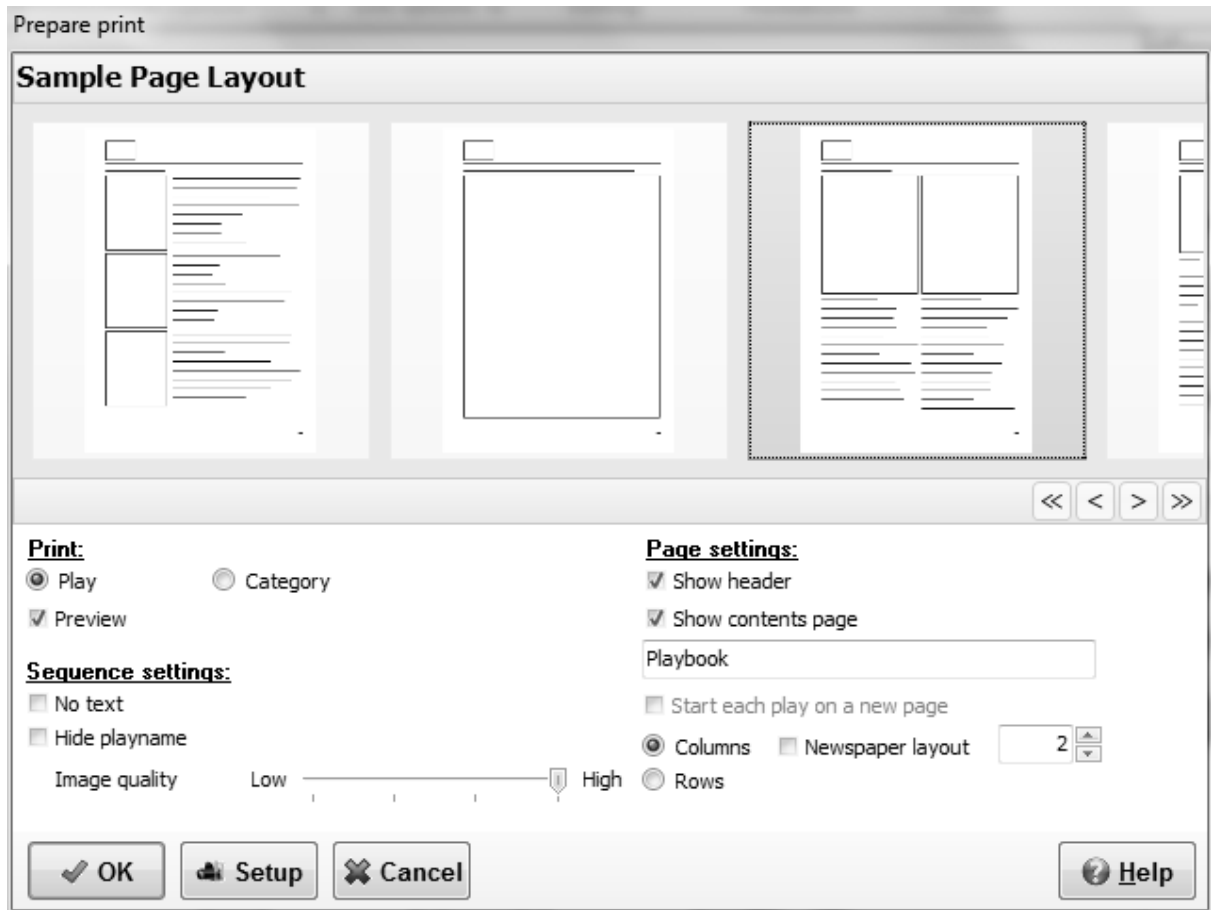 Prepare print
Sample Page Layout
≪ < > ≫
Print:
Play Category
Preview
Sequence settings:
No text
Hide playname
Image quality Low High
Page settings:
Show header
Show contents page
Playbook
Start each play on a new page
Columns Newspaper layout 2
Rows
OK Setup Cancel Help